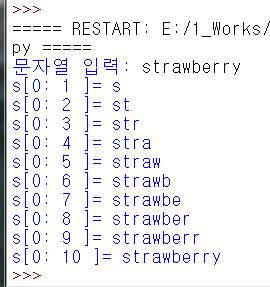 >>>
===== RESTART: E:/1_Works/
py =====
문자열 입력: strawberry
s[0: 1 ]= s
s[0: 2 ]= st
s[0: 3 ]= str
s[0: 4 ]= stra
s[0: 5 ]= straw
s[0: 6 ]= strawb
s[0: 7 ]= strawbe
s[0: 8 ]= strawber
s[0: 9 ]= strawberr
s[0: 10 ]= strawberry
>>>